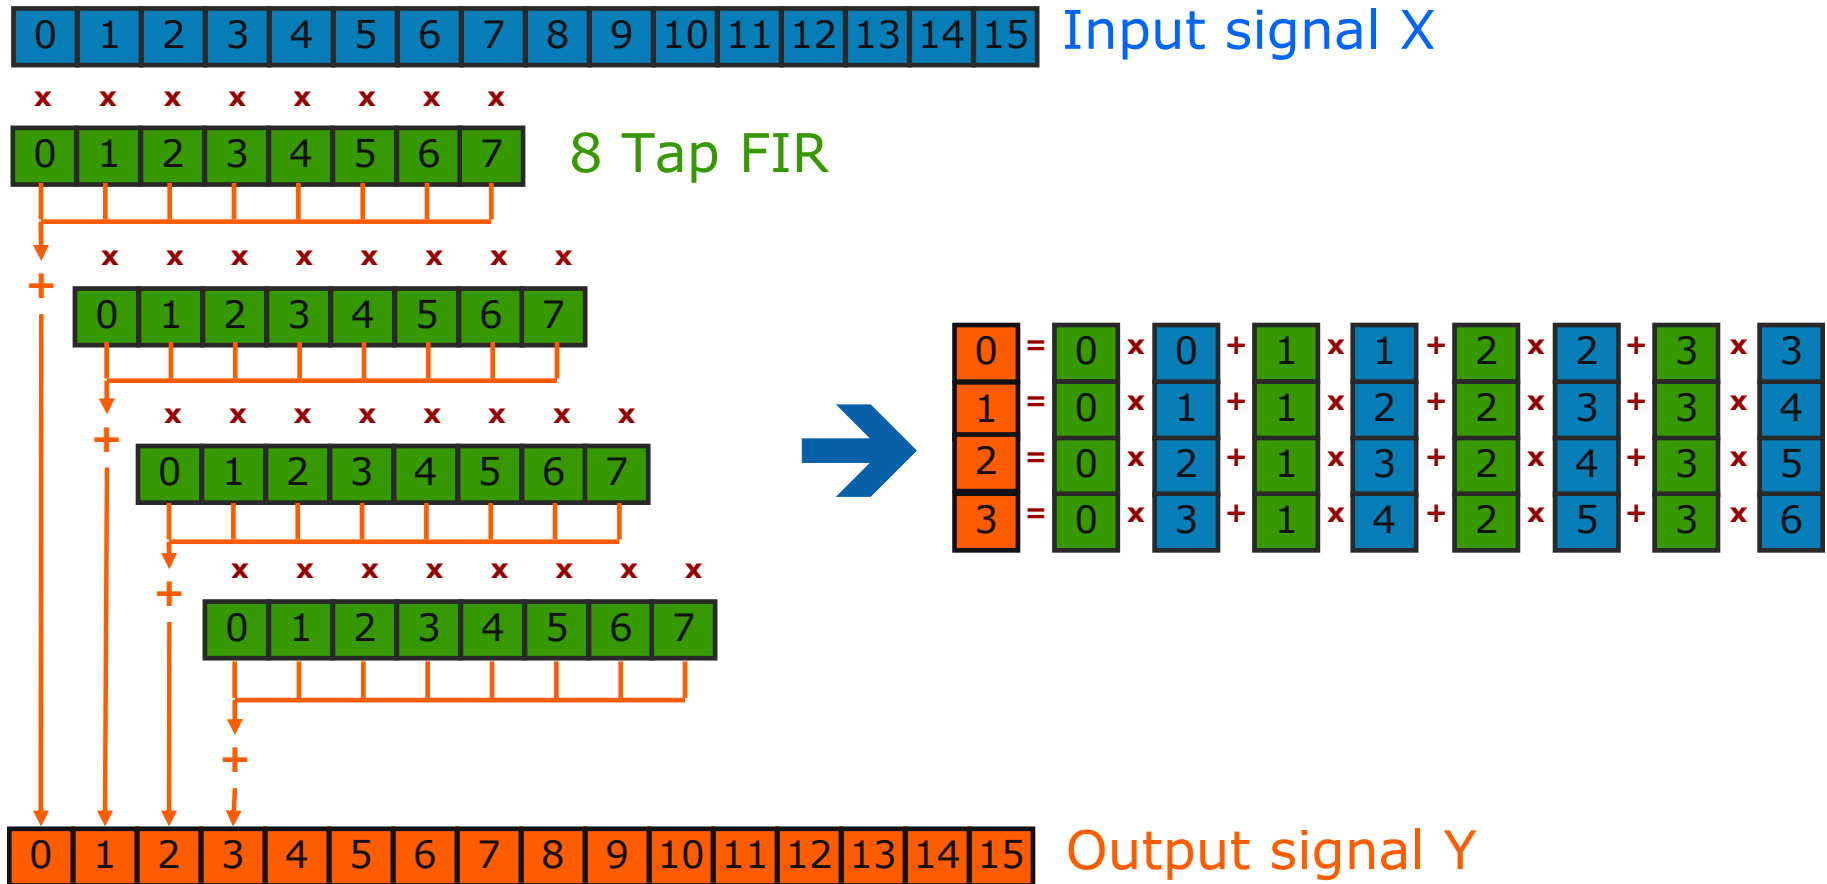 0 1 2 3 4 5 6 7 8 9 10 11 12 13 14 15 Input signal X
x x x x x x x x
0 1 2 3 4 5 6 7 8 Tap FIR
x x x x x x x x
+
0 1 2 3 4 5 6 7
x x x x x x x x
+
0 1 2 3 4 5 6 7
x x x x x x x x
+
0 1 2 3 4 5 6 7
+
0 = 0 x 0 + 1 x 1 + 2 x 2 + 3 x 3
1 = 0 x 1 + 1 x 2 + 2 x 3 + 3 x 4
2 = 0 x 2 + 1 x 3 + 2 x 4 + 3 x 5
3 = 0 x 3 + 1 x 4 + 2 x 5 + 3 x 6
0 1 2 3 4 5 6 7 8 9 10 11 12 13 14 15 Output signal Y